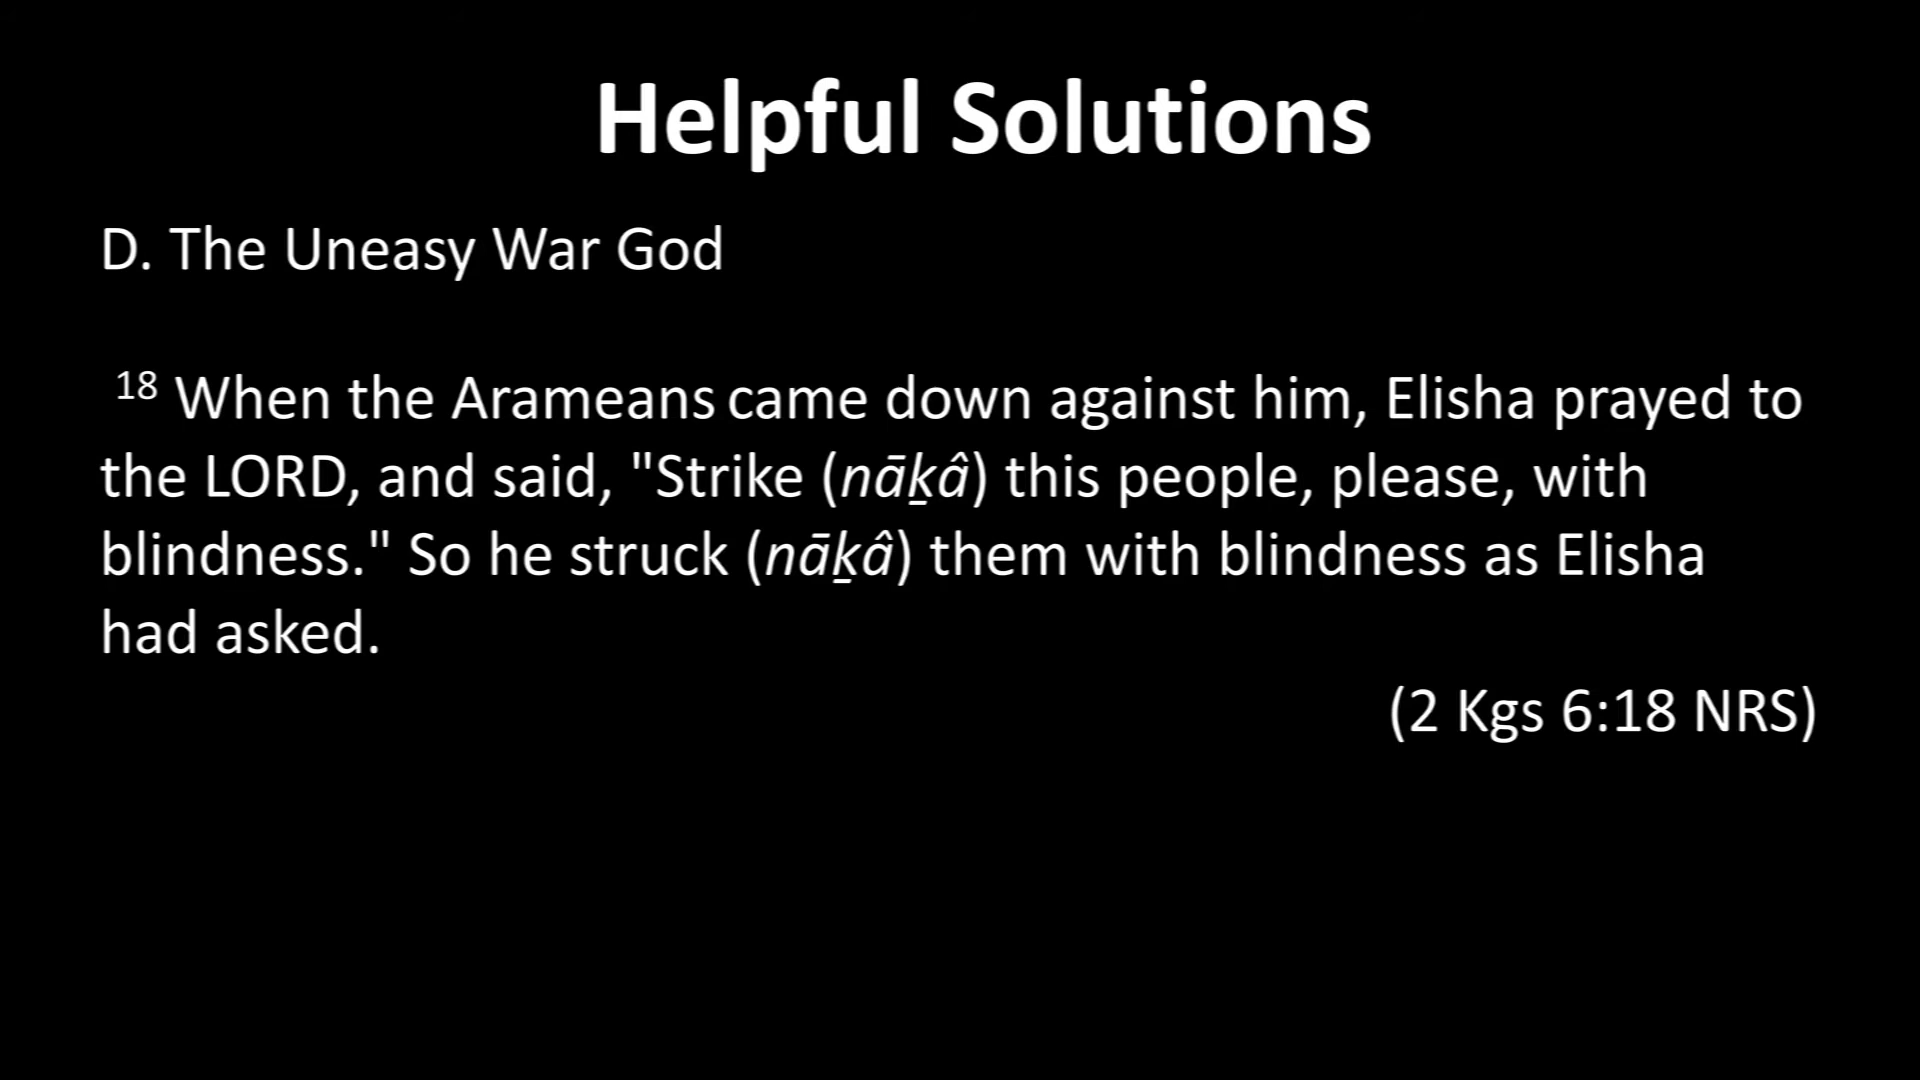 Helpful Solutions
D. The Uneasy War God
18 When the Arameans came down against him, Elisha prayed to
the LORD, and said, "Strike (nāḵâ) this people, please, with
blindness." So he struck (nāḵâ) them with blindness as Elisha
had asked.
(2 Kgs 6:18 NRS)